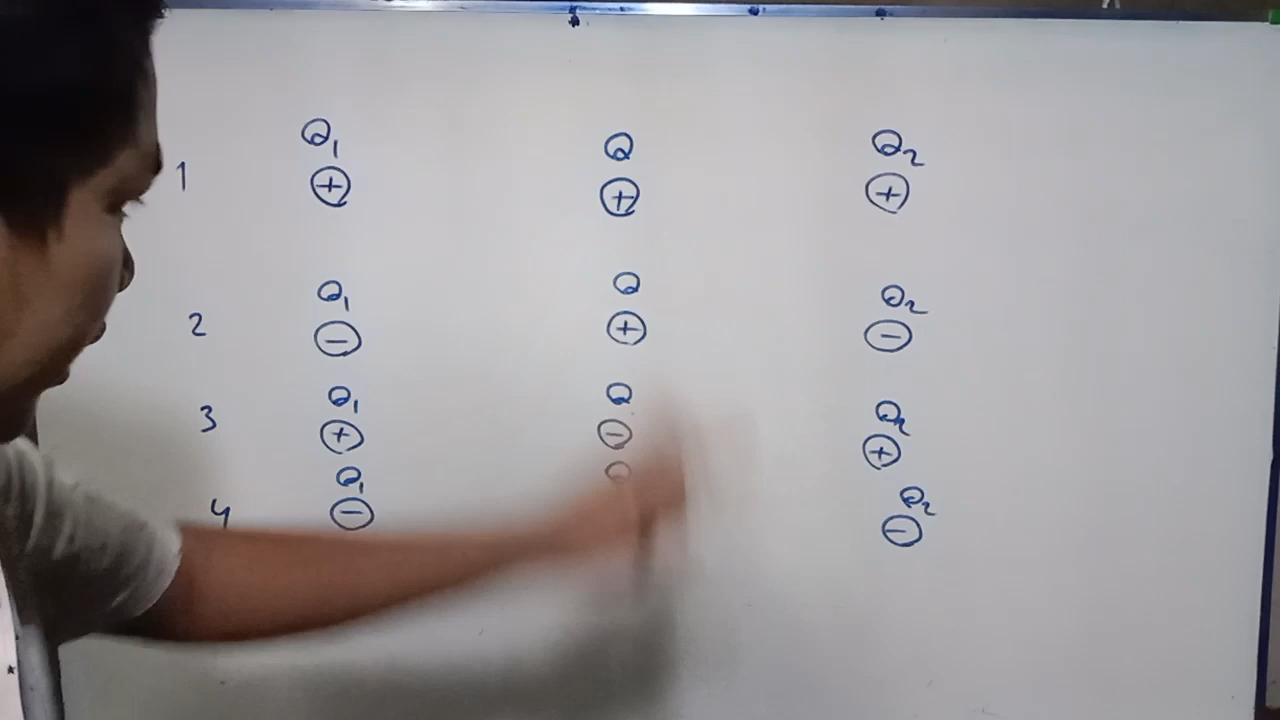 Q₁ Q Q₂
1 + + +
Q₁ Q Q₂
2 - + -
Q₁ Q Q₂
3 + - +
Q₁ Q Q₂
4 - -